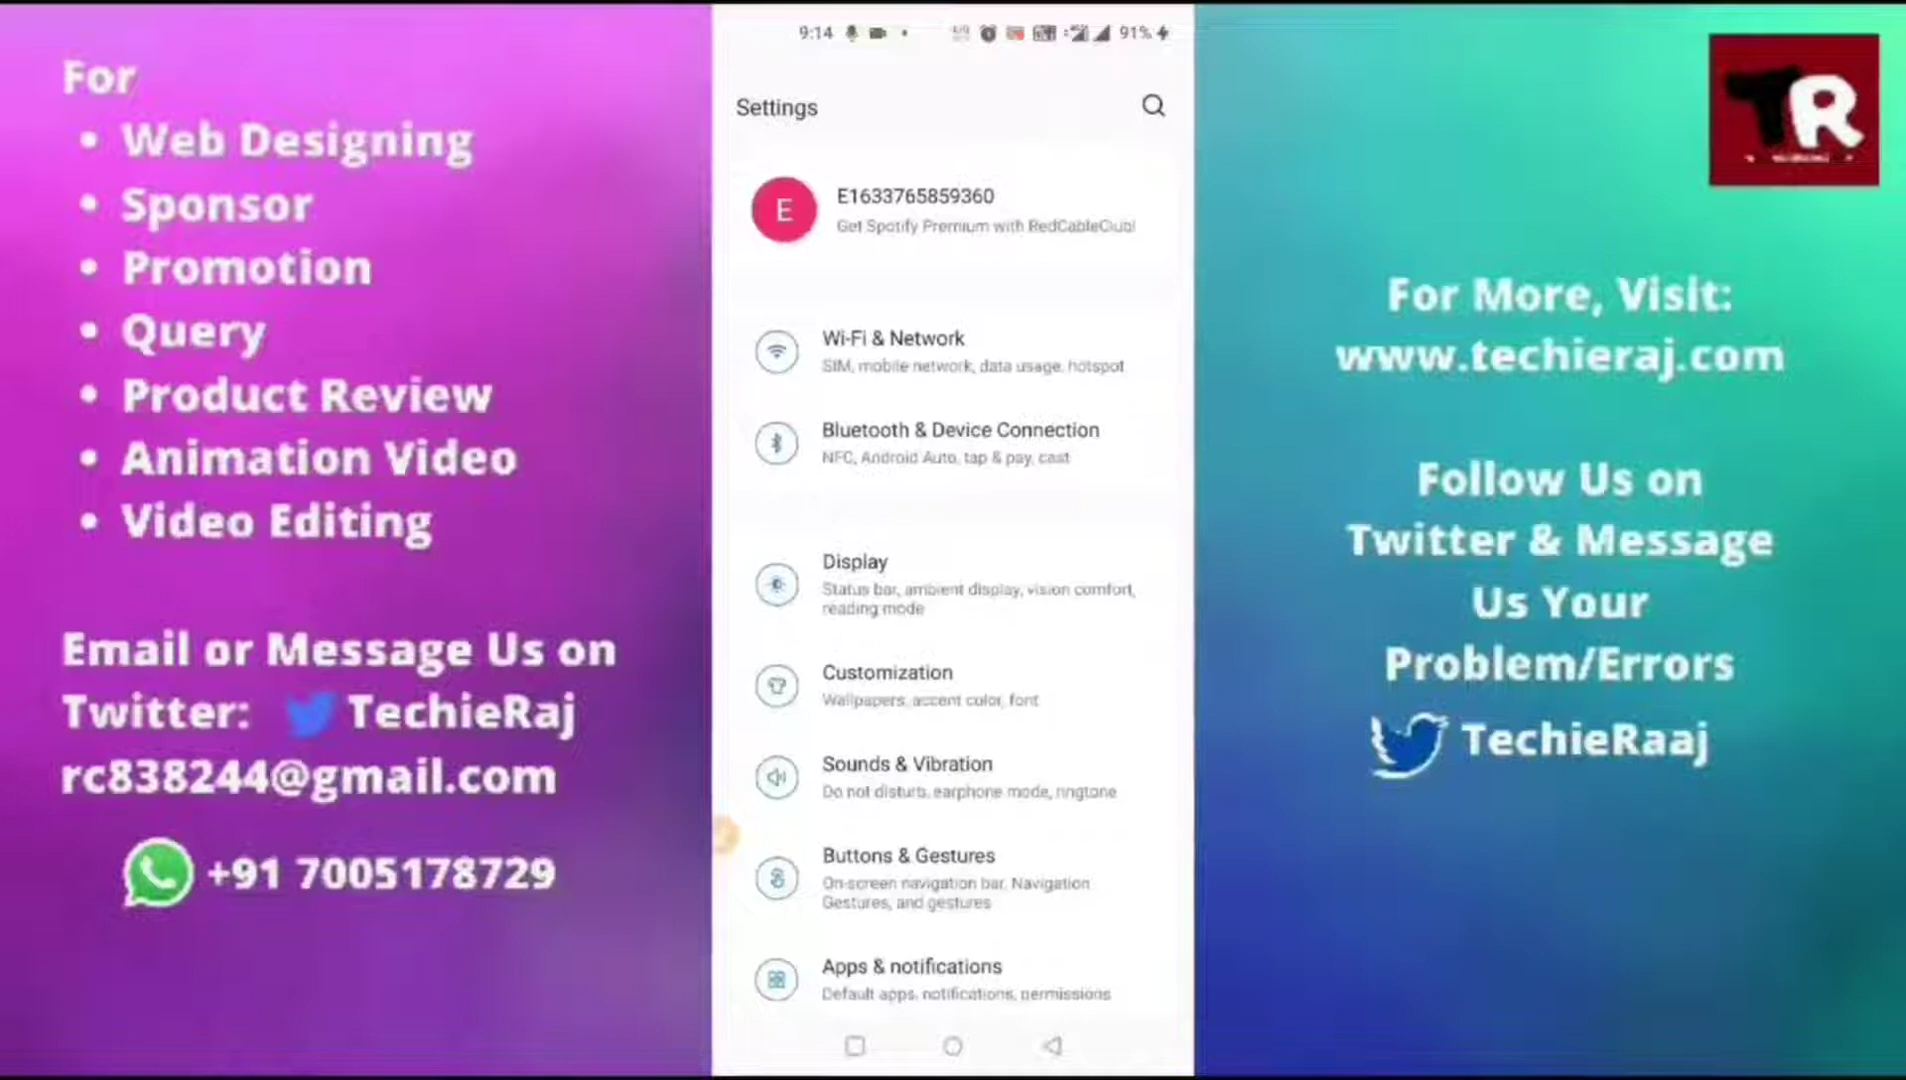 For
• Web Designing
• Sponsor
• Promotion
• Query
• Product Review
• Animation Video
• Video Editing
Email or Message Us on
Twitter: TechieRaj
rc838244@gmail.com
+91 7005178729
9:14
91%
Settings
E
E1633765859360
Get Spotify Premium with RedCableClub!
Wi-Fi & Network
SIM, mobile network, data usage, hotspot
Bluetooth & Device Connection
NFC, Android Auto, tap & pay, cast
Display
Status bar, ambient display, vision comfort,
reading mode
Customization
Wallpapers, accent color, font
Sounds & Vibration
Do not disturb, earphone mode, ringtone
Buttons & Gestures
On-screen navigation bar, Navigation
Gestures, and gestures
Apps & notifications
Default apps, notifications, permissions
TR
For More, Visit:
www.techieraj.com
Follow Us on
Twitter & Message
Us Your
Problem/Errors
TechieRaaj